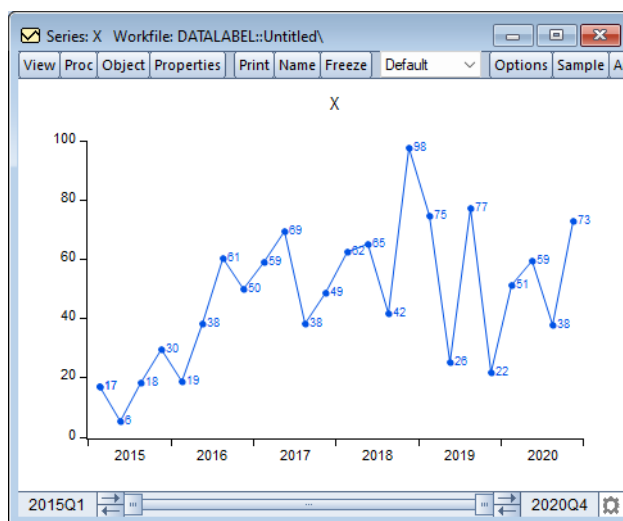 Series: X Workfile: DATALABEL::Untitled\
View Proc Object Properties Print Name Freeze Default Options Sample A
X
100
80
60
40
20
0
17 6 18 30 19 38 61 50 59 69 38 49 62 65 42 98 75 26 77 22 51 59 38 73
2015 2016 2017 2018 2019 2020
2015Q1 ... 2020Q4